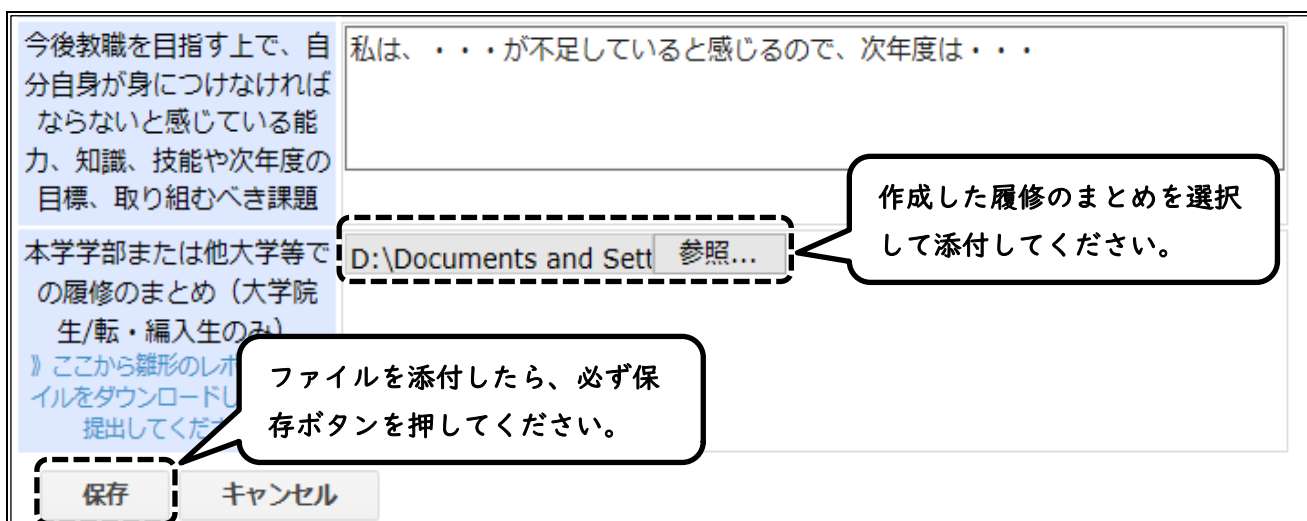 今後教職を目指す上で、自
分自身が身につけなければ
ならないと感じている能
力、知識、技能や次年度の
目標、取り組むべき課題
私は、・・・が不足していると感じるので、次年度は・・・
作成した履修のまとめを選択
して添付してください。
本学学部または他大学等で
の履修のまとめ（大学院
生/転・編入生のみ）
》ここから雛形のレポ
イルをダウンロードし
提出してくだ
D:\Documents and Sett
参照...
ファイルを添付したら、必ず保
存ボタンを押してください。
保存
キャンセル